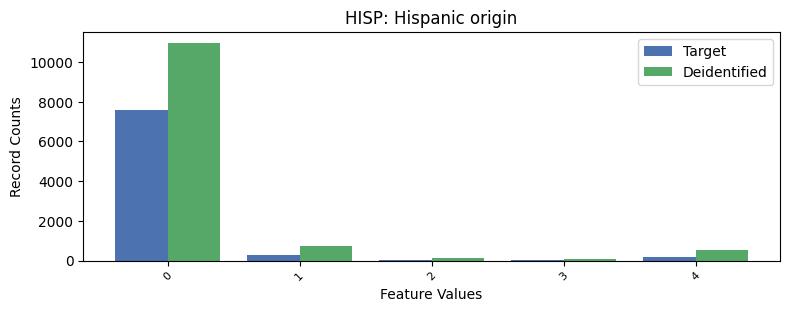 HISP: Hispanic origin
Target
Deidentified
Record Counts
10000
8000
6000
4000
2000
0
0 1 2 3 4
Feature Values